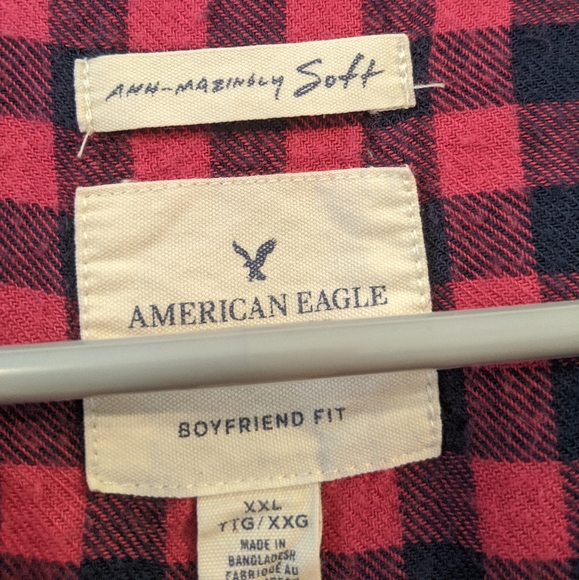 AHH-MAZINGLY Soft
AMERICAN EAGLE
BOYFRIEND FIT
XXL
TTG/XXG
MADE IN
BANGLADESH
FABRIQUÉ AU